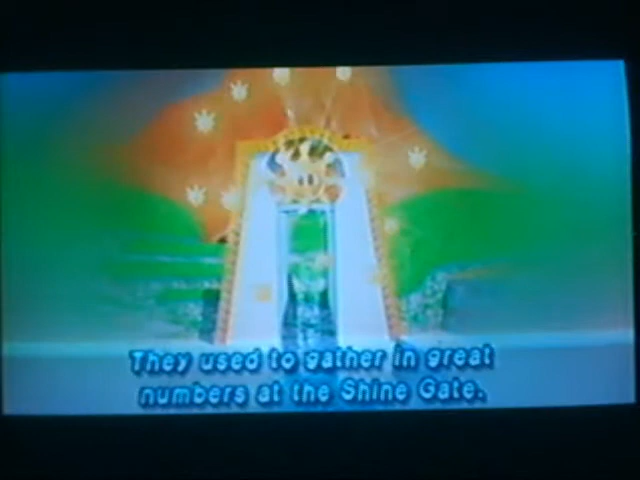 They used to gather in great
numbers at the Shine Gate.